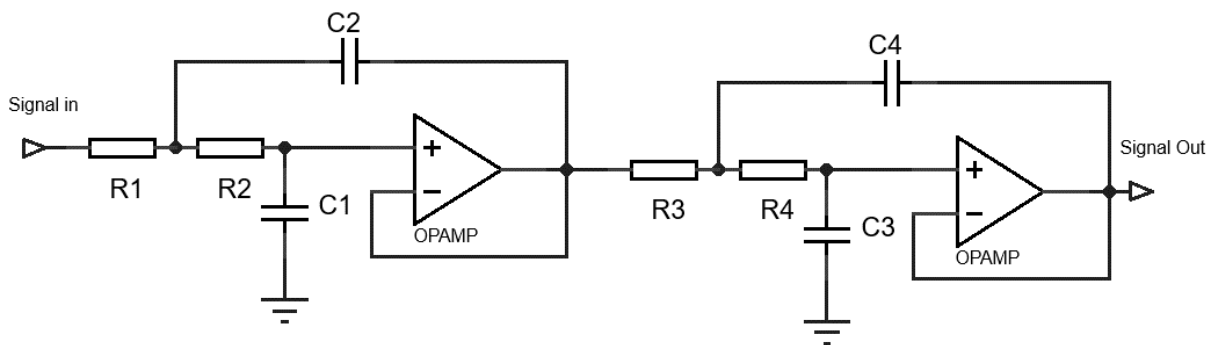 C2
C4
Signal in
Signal Out
+
+
R1
R2
R3
R4
C1
C3
−
−
OPAMP
OPAMP